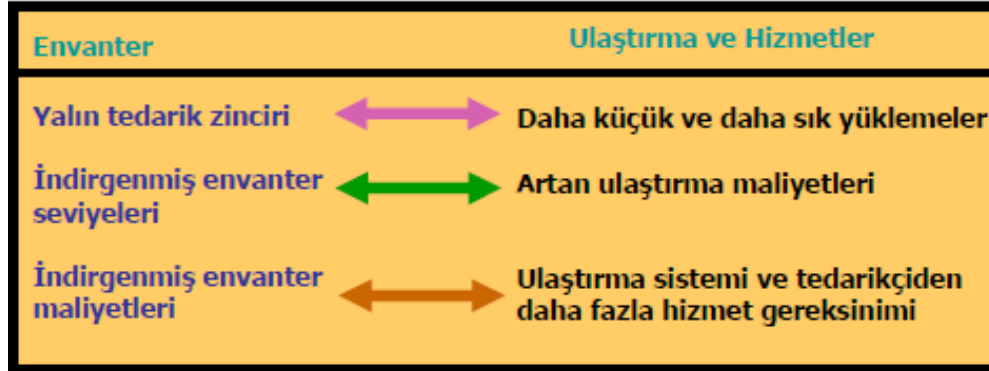 Envanter
Ulaştırma ve Hizmetler
Yalın tedarik zinciri
Daha küçük ve daha sık yüklemeler
İndirgenmiş envanter
seviyeleri
Artan ulaştırma maliyetleri
İndirgenmiş envanter
maliyetleri
Ulaştırma sistemi ve tedarikçiden
daha fazla hizmet gereksinimi